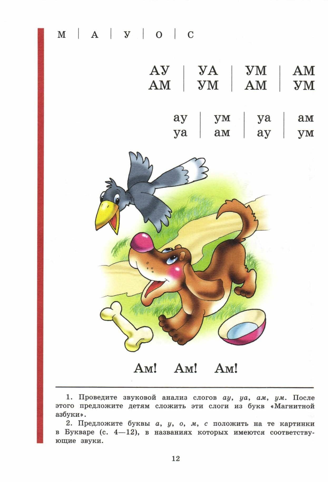 М | А | У | О | С
АУ | УА | УМ | АМ
АМ | УМ | АМ | УМ
ау | ум | уа | ам
уа | ам | ау | ум
Ам! Ам! Ам!
1. Проведите звуковой анализ слогов ау, уа, ам, ум. После
этого предложите детям сложить эти слоги из букв «Магнитной
азбуки».
2. Предложите буквы а, у, о, м, с положить на те картинки
в Букваре (с. 4—12), в названиях которых имеются соответству-
ющие звуки.
12